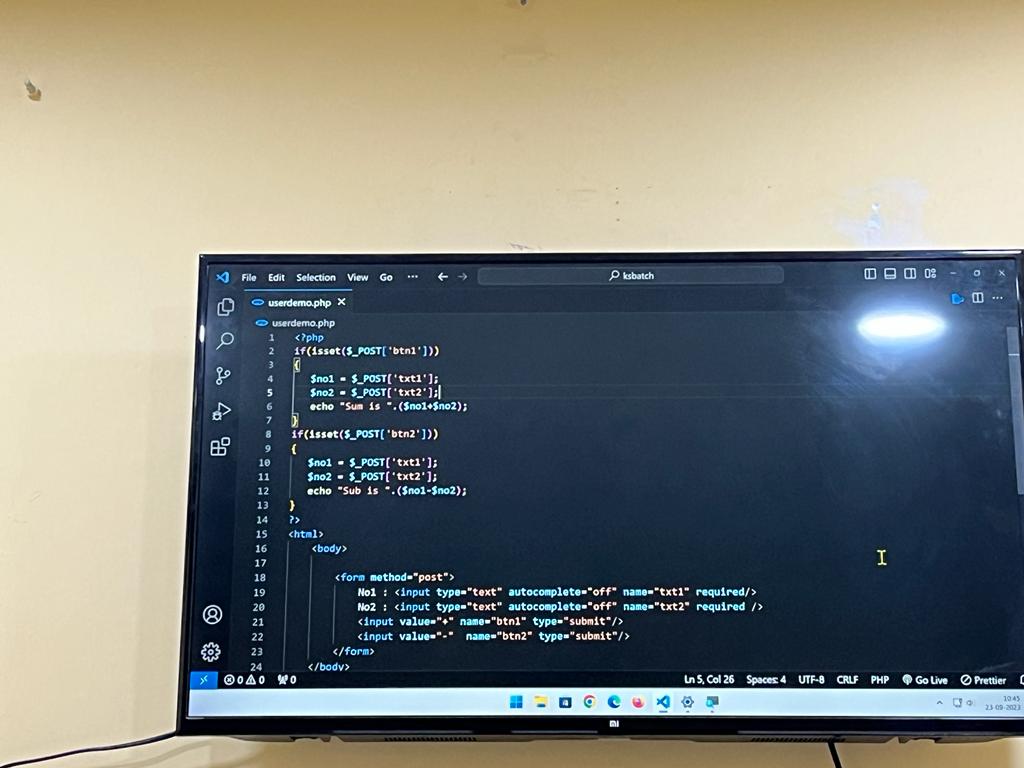 File Edit Selection View Go ··· ksbatch
userdemo.php
userdemo.php
1 <?php
2 if(isset($_POST['btn1']))
3 {
4 $no1 = $_POST['txt1'];
5 $no2 = $_POST['txt2'];
6 echo "Sum is ".($no1+$no2);
7 }
8 if(isset($_POST['btn2']))
9 {
10 $no1 = $_POST['txt1'];
11 $no2 = $_POST['txt2'];
12 echo "Sub is ".($no1-$no2);
13 }
14 ?>
15 <html>
16 <body>
17
18 <form method="post">
19 No1 : <input type="text" autocomplete="off" name="txt1" required/>
20 No2 : <input type="text" autocomplete="off" name="txt2" required />
21 <input value="+" name="btn1" type="submit"/>
22 <input value="-"  name="btn2" type="submit"/>
23 </form>
24 </body>
0 0 0 Ln 5, Col 26 Spaces: 4 UTF-8 CRLF PHP Go Live Prettier
10:45
23-09-2023
mi